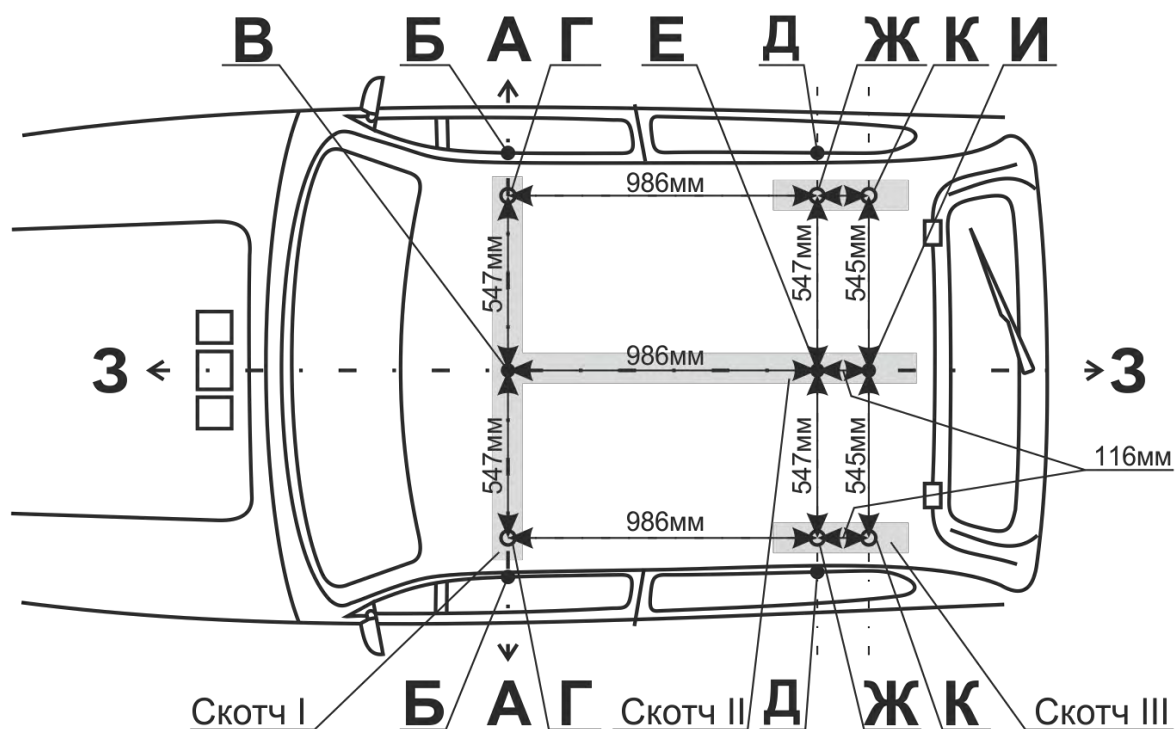 В Б А Г Е Д Ж К И
986мм
547мм 547мм 545мм
З 986мм З
547мм 547мм 545мм
116мм
986мм
Скотч I Б А Г Скотч II Д Ж К Скотч III